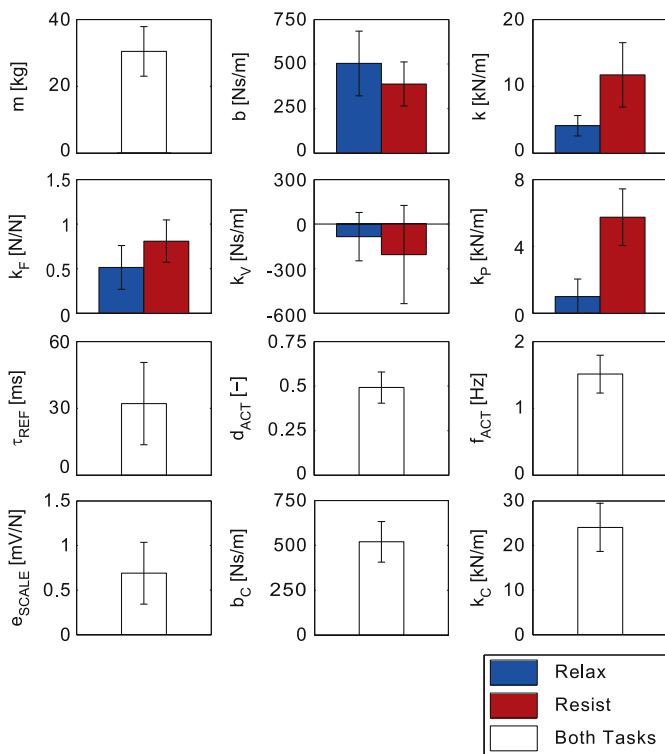 40
20
0
m [kg]
750
500
250
0
b [Ns/m]
20
10
0
k [kN/m]
1.5
1
0.5
0
k_F [N/N]
300
0
-300
-600
k_V [Ns/m]
8
4
0
k_P [kN/m]
60
30
0
τ_REF [ms]
0.75
0.5
0.25
0
d_ACT [-]
2
1
0
f_ACT [Hz]
1.5
1
0.5
0
e_SCALE [mV/N]
750
500
250
0
b_C [Ns/m]
30
20
10
0
k_C [kN/m]
Relax
Resist
Both Tasks